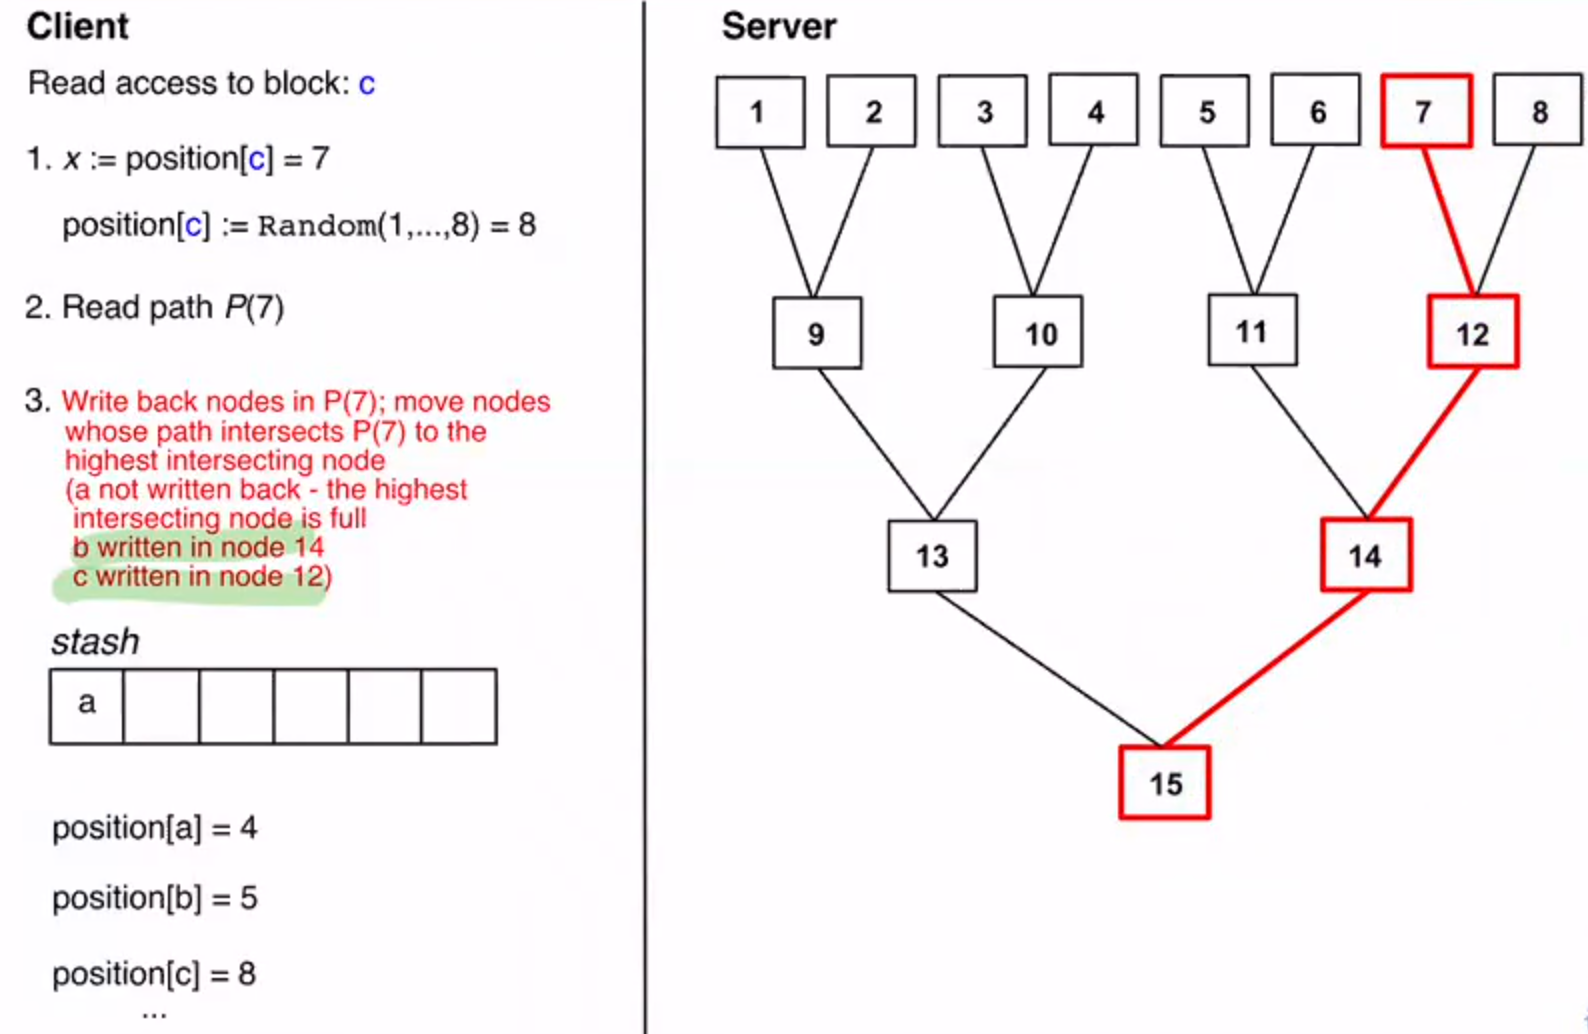 Client
Read access to block: c
1. x := position[c] = 7
position[c] := Random(1,...,8) = 8
2. Read path P(7)
3. Write back nodes in P(7); move nodes
whose path intersects P(7) to the
highest intersecting node
(a not written back - the highest
intersecting node is full
b written in node 14
c written in node 12)
stash
a
position[a] = 4
position[b] = 5
position[c] = 8
...
Server
1 2 3 4 5 6 7 8
9 10 11 12
13 14
15